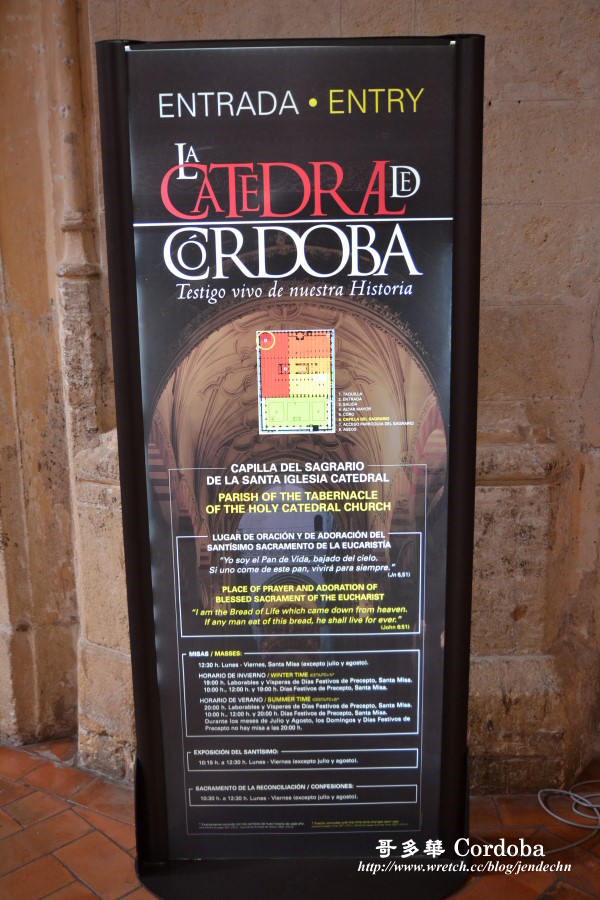 ENTRADA • ENTRY
LA
CATEDRAL DE
CÓRDOBA
Testigo vivo de nuestra Historia
1. TAQUILLA
2. ENTRADA
3. SALIDA
4. ALTAR MAYOR
5. CORO
6. CAPILLA DEL SAGRARIO
7. ACCESO PARROQUIA DEL SAGRARIO
8. ASEOS
CAPILLA DEL SAGRARIO
DE LA SANTA IGLESIA CATEDRAL
PARISH OF THE TABERNACLE
OF THE HOLY CATEDRAL CHURCH
LUGAR DE ORACIÓN Y DE ADORACIÓN DEL
SANTÍSIMO SACRAMENTO DE LA EUCARISTÍA
“Yo soy el Pan de Vida, bajado del cielo.
Si uno come de este pan, vivirá para siempre.”
(Jn 6,51)
PLACE OF PRAYER AND ADORATION OF
BLESSED SACRAMENT OF THE EUCHARIST
“I am the Bread of Life which came down from heaven.
If any man eat of this bread, he shall live for ever.”
(John 6:51)
MISAS / MASSES:
12:30 h. Lunes - Viernes, Santa Misa (excepto julio y agosto).
HORARIO DE INVIERNO / WINTER TIME
19:00 h. Laborables y Vísperas de Días Festivos de Precepto, Santa Misa.
10:00 h., 12:00 h. y 19:00 h. Días Festivos de Precepto, Santa Misa.
HORARIO DE VERANO / SUMMER TIME
20:00 h. Laborables y Vísperas de Días Festivos de Precepto, Santa Misa.
10:00 h., 12:00 h. y 20:00 h. Días Festivos de Precepto, Santa Misa.
Durante los meses de Julio y Agosto, los Domingos y Días Festivos de
Precepto no hay misa a las 20:00 h.
EXPOSICIÓN DEL SANTÍSIMO:
10:15 h. a 12:30 h. Lunes - Viernes (excepto julio y agosto).
SACRAMENTO DE LA RECONCILIACIÓN / CONFESIONES:
10:30 h. a 12:30 h. Lunes - Viernes (excepto julio y agosto).
哥多華 Cordoba
http://www.wretch.cc/blog/jendechn